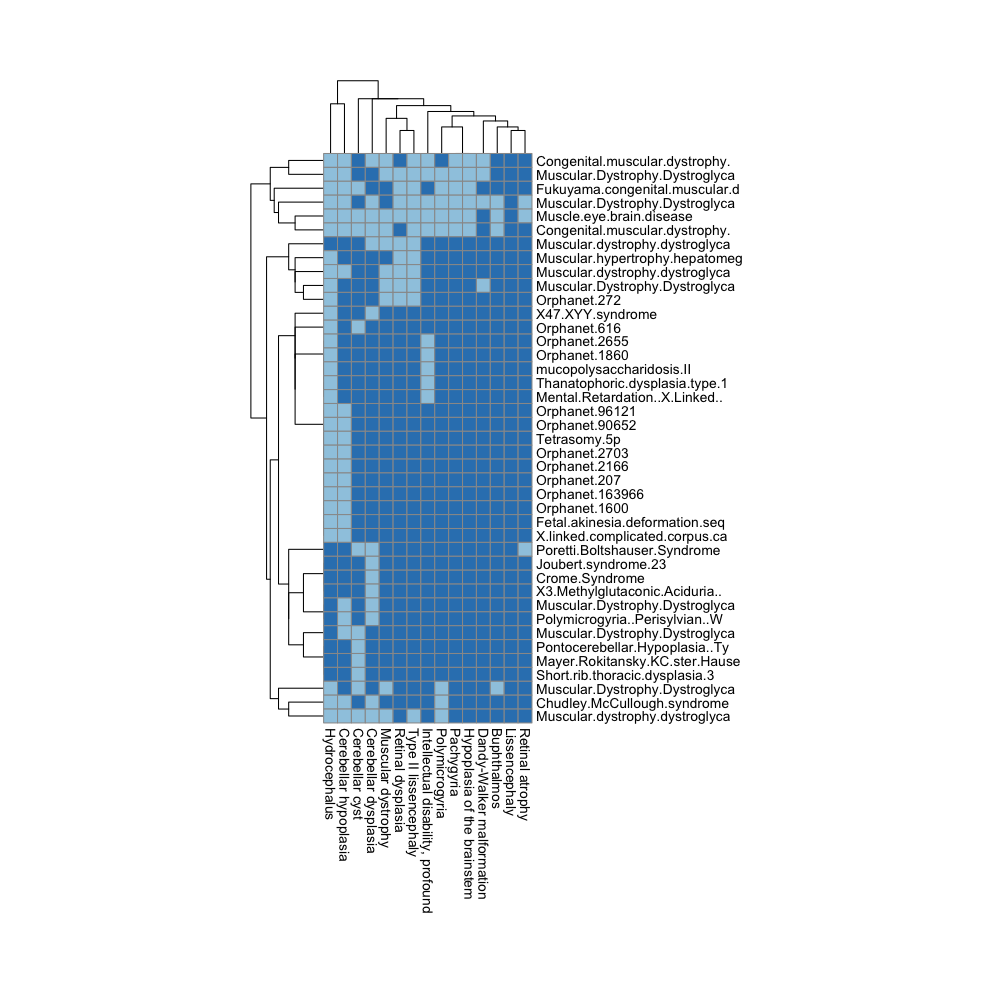 Congenital.muscular.dystrophy.
Muscular.Dystrophy.Dystroglyca
Fukuyama.congenital.muscular.d
Muscular.Dystrophy.Dystroglyca
Muscle.eye.brain.disease
Congenital.muscular.dystrophy.
Muscular.dystrophy.dystroglyca
Muscular.hypertrophy.hepatomeg
Muscular.dystrophy.dystroglyca
Muscular.Dystrophy.Dystroglyca
Orphanet.272
X47.XYY.syndrome
Orphanet.616
Orphanet.2655
Orphanet.1860
mucopolysaccharidosis.II
Thanatophoric.dysplasia.type.1
Mental.Retardation..X.Linked..
Orphanet.96121
Orphanet.90652
Tetrasomy.5p
Orphanet.2703
Orphanet.2166
Orphanet.207
Orphanet.163966
Orphanet.1600
Fetal.akinesia.deformation.seq
X.linked.complicated.corpus.ca
Poretti.Boltshauser.Syndrome
Joubert.syndrome.23
Crome.Syndrome
X3.Methylglutaconic.Aciduria..
Muscular.Dystrophy.Dystroglyca
Polymicrogyria..Perisylvian..W
Muscular.Dystrophy.Dystroglyca
Pontocerebellar.Hypoplasia..Ty
Mayer.Rokitansky.KC.ster.Hause
Short.rib.thoracic.dysplasia.3
Muscular.Dystrophy.Dystroglyca
Chudley.McCullough.syndrome
Muscular.dystrophy.dystroglyca
Hydrocephalus
Cerebellar hypoplasia
Cerebellar cyst
Cerebellar dysplasia
Muscular dystrophy
Retinal dysplasia
Type II lissencephaly
Intellectual disability, profound
Polymicrogyria
Pachygyria
Hypoplasia of the brainstem
Dandy-Walker malformation
Buphthalmos
Lissencephaly
Retinal atrophy